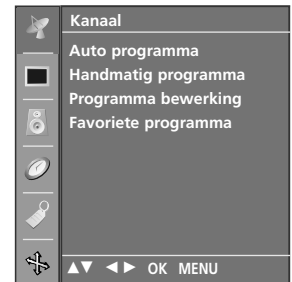 Kanaal
Auto programma
Handmatig programma
Programma bewerking
Favoriete programma
▲▼ ◄► OK MENU